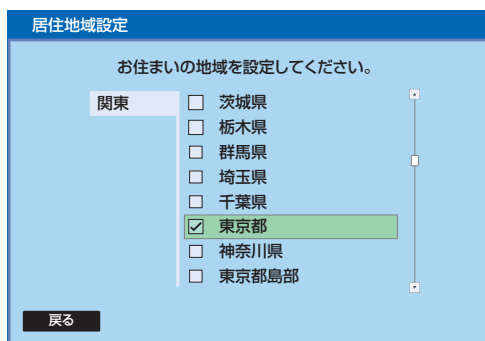 居住地域設定
お住まいの地域を設定してください。
関東
茨城県
栃木県
群馬県
埼玉県
千葉県
東京都
神奈川県
東京都島部
戻る